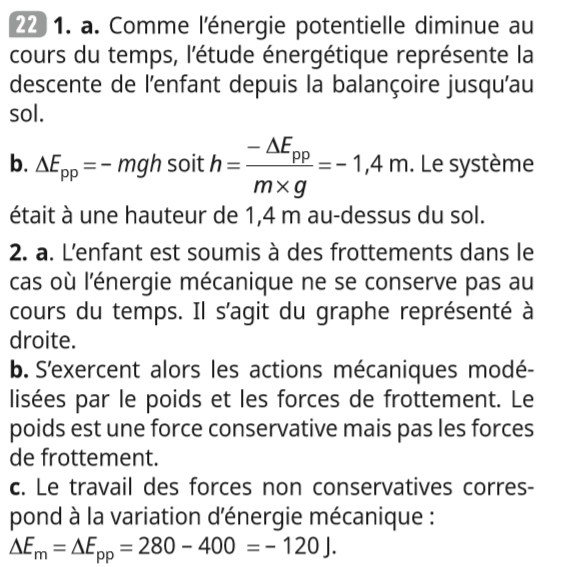 22 1. a. Comme l'énergie potentielle diminue au
cours du temps, l'étude énergétique représente la
descente de l'enfant depuis la balançoire jusqu'au
sol.
b. ΔEpp = – mgh soit h = – ΔEpp / m × g = – 1,4 m. Le système
était à une hauteur de 1,4 m au-dessus du sol.
2. a. L'enfant est soumis à des frottements dans le
cas où l'énergie mécanique ne se conserve pas au
cours du temps. Il s'agit du graphe représenté à
droite.
b. S'exercent alors les actions mécaniques modé-
lisées par le poids et les forces de frottement. Le
poids est une force conservative mais pas les forces
de frottement.
c. Le travail des forces non conservatives corres-
pond à la variation d'énergie mécanique :
ΔEm = ΔEpp = 280 – 400 = – 120 J.